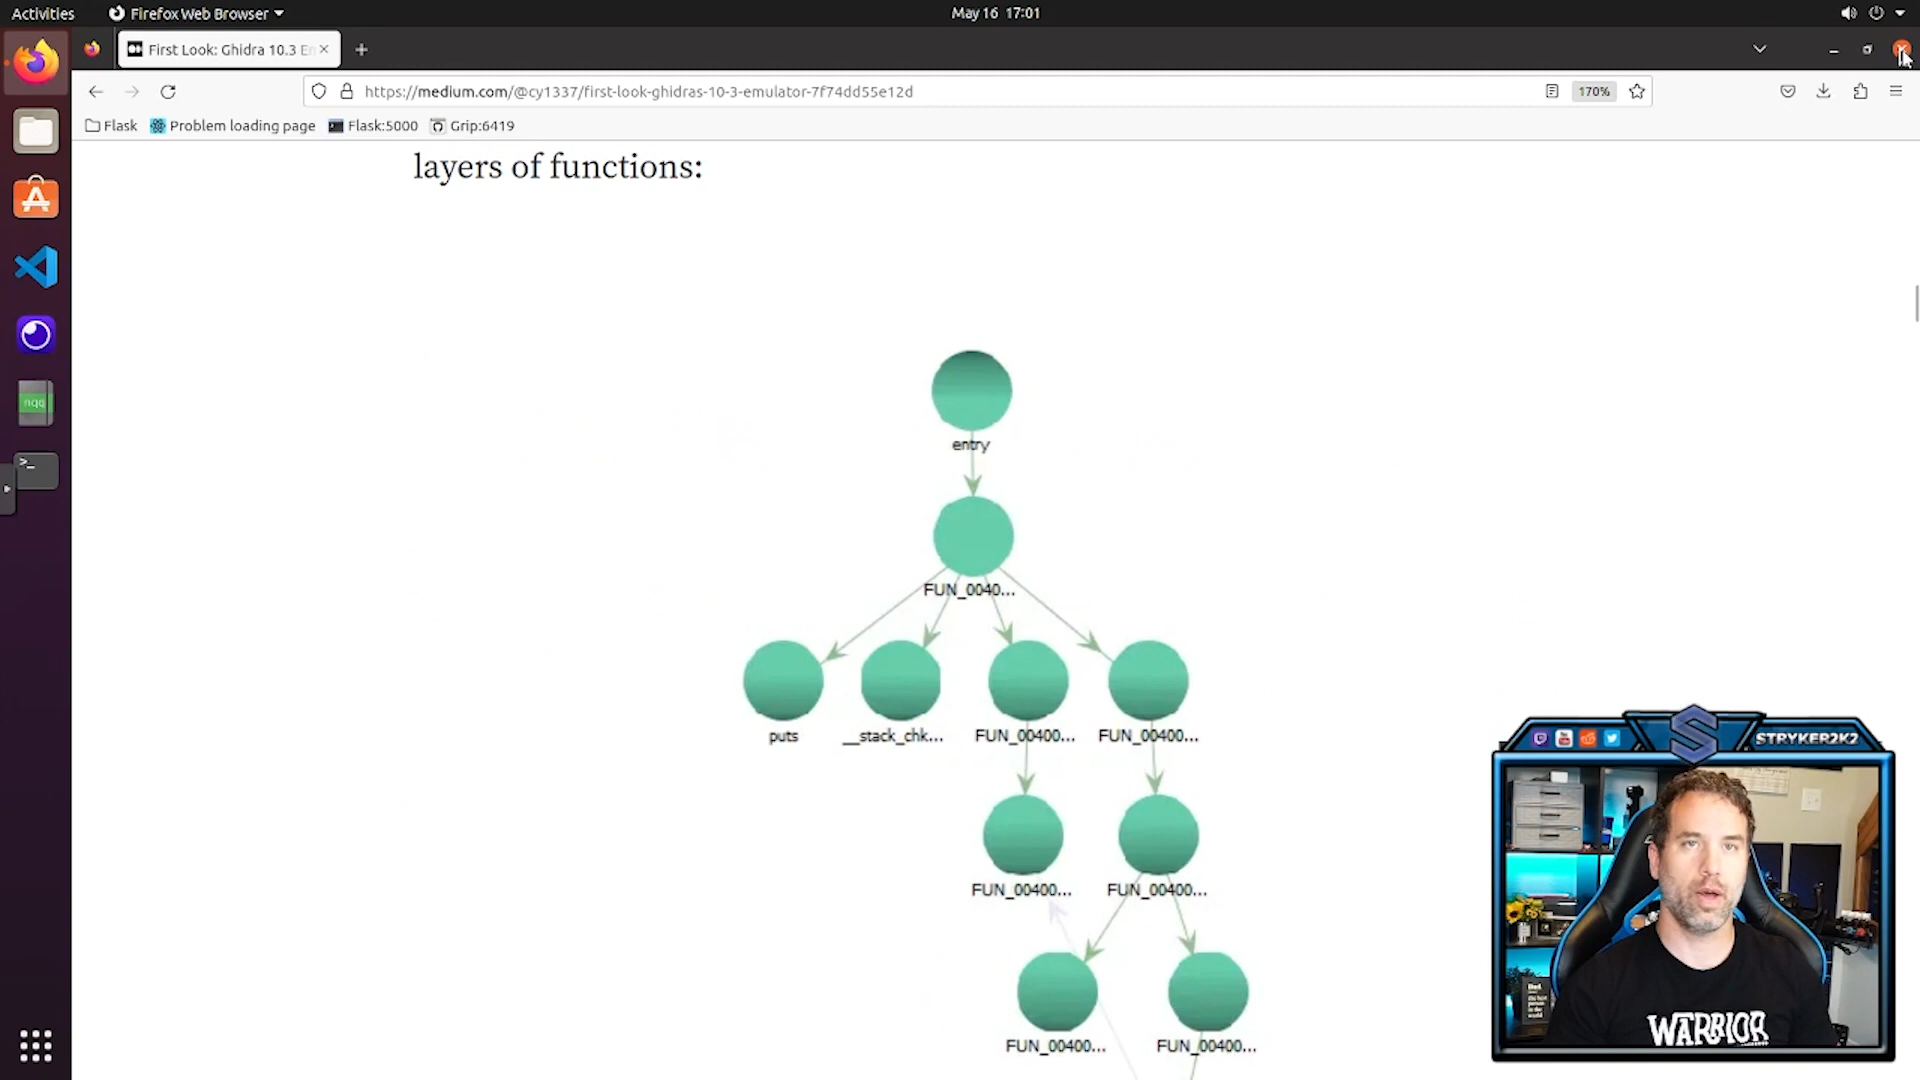 Activities
Firefox Web Browser
May 16 17:01
First Look: Ghidra 10.3 E
https://medium.com/@cy1337/first-look-ghidras-10-3-emulator-7f74dd55e12d
170%
Flask
Problem loading page
Flask:5000
Grip:6419
layers of functions:
entry
FUN_0040...
puts
__stack_chk...
FUN_00400...
FUN_00400...
FUN_00400...
FUN_00400...
FUN_00400...
FUN_00400...
STRYKER2K2
WARRIOR